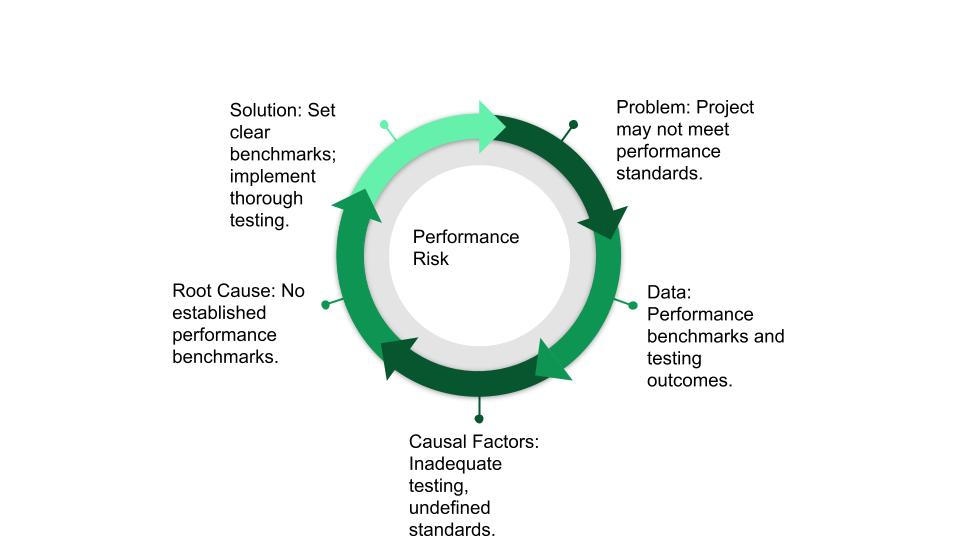 Solution: Set
clear
benchmarks;
implement
thorough
testing.
Problem: Project
may not meet
performance
standards.
Performance
Risk
Root Cause: No
established
performance
benchmarks.
Data:
Performance
benchmarks and
testing
outcomes.
Causal Factors:
Inadequate
testing,
undefined
standards.